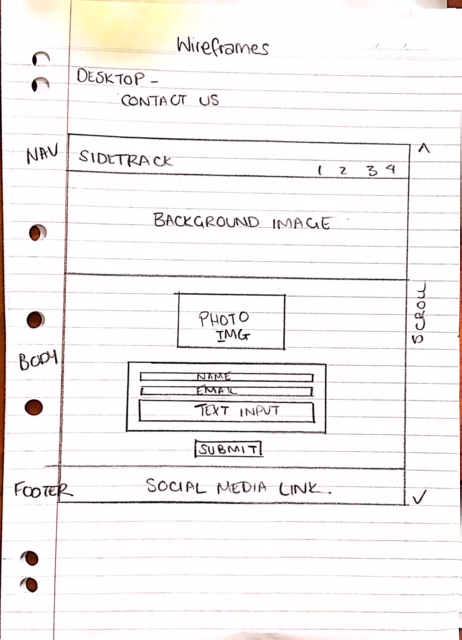 Wireframes
DESKTOP -
CONTACT US
NAV
SIDETRACK
1 2 3 4
BACKGROUND IMAGE
SCROLL
PHOTO
IMG
BODY
NAME
EMAIL
TEXT INPUT
SUBMIT
FOOTER
SOCIAL MEDIA LINK.